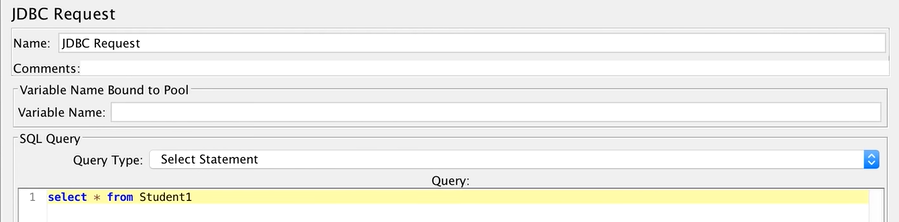 JDBC Request
Name: JDBC Request
Comments:
Variable Name Bound to Pool
Variable Name:
SQL Query
Query Type: Select Statement
Query:
1 select * from Student1